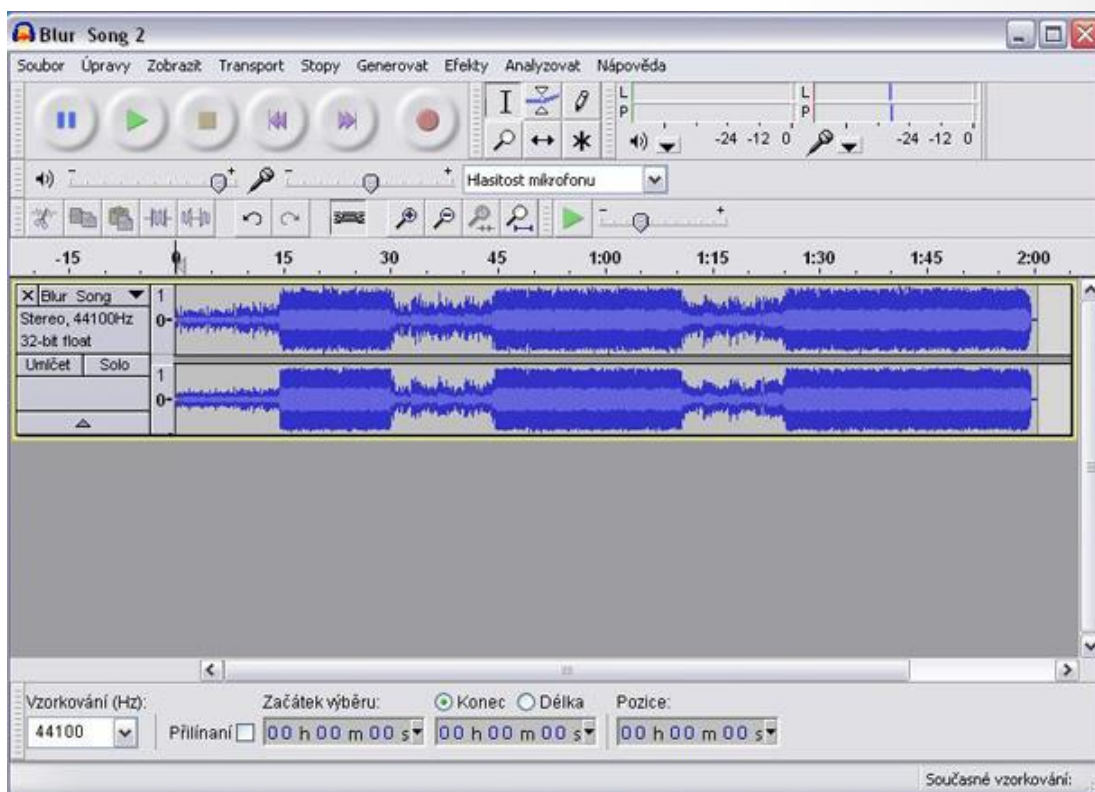 Blur Song 2
Soubor Úpravy Zobrazit Transport Stopy Generovat Efekty Analyzovat Nápověda
L
P
-24 -12 0
L
P
-24 -12 0
- + - + Hlasitost mikrofonu
- +
-15 0 15 30 45 1:00 1:15 1:30 1:45 2:00
X Blur Song 1
Stereo, 44100Hz 0-
32-bit float
Umlčet Solo
1
0-
Vzorkování (Hz): Začátek výběru: Konec Délka Pozice:
44100 Přilínaní 00 h 00 m 00 s 00 h 00 m 00 s 00 h 00 m 00 s
Současné vzorkování: